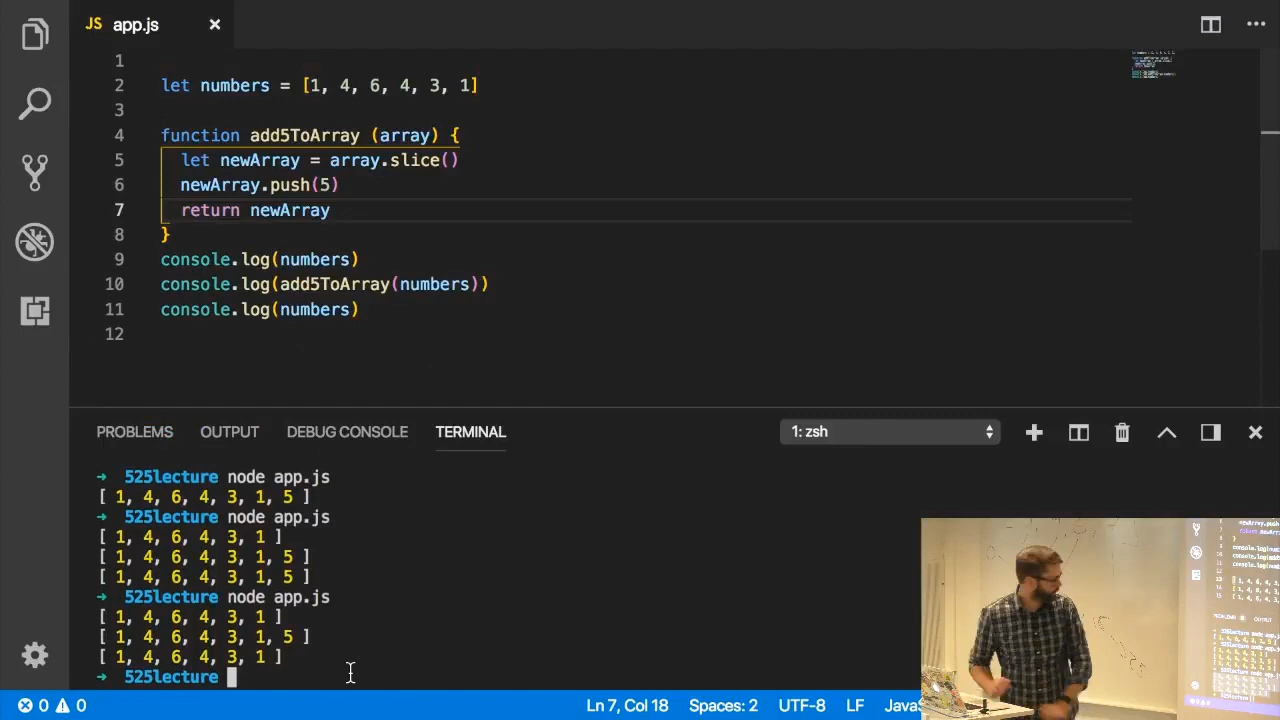 JS app.js
1
2 let numbers = [1, 4, 6, 4, 3, 1]
3
4 function add5ToArray (array) {
5 let newArray = array.slice()
6 newArray.push(5)
7 return newArray
8 }
9 console.log(numbers)
10 console.log(add5ToArray(numbers))
11 console.log(numbers)
12
PROBLEMS OUTPUT DEBUG CONSOLE TERMINAL 1: zsh
➜ 525lecture node app.js
[ 1, 4, 6, 4, 3, 1, 5 ]
➜ 525lecture node app.js
[ 1, 4, 6, 4, 3, 1 ]
[ 1, 4, 6, 4, 3, 1, 5 ]
[ 1, 4, 6, 4, 3, 1, 5 ]
➜ 525lecture node app.js
[ 1, 4, 6, 4, 3, 1 ]
[ 1, 4, 6, 4, 3, 1, 5 ]
[ 1, 4, 6, 4, 3, 1 ]
➜ 525lecture
0 0 Ln 7, Col 18 Spaces: 2 UTF-8 LF JavaS